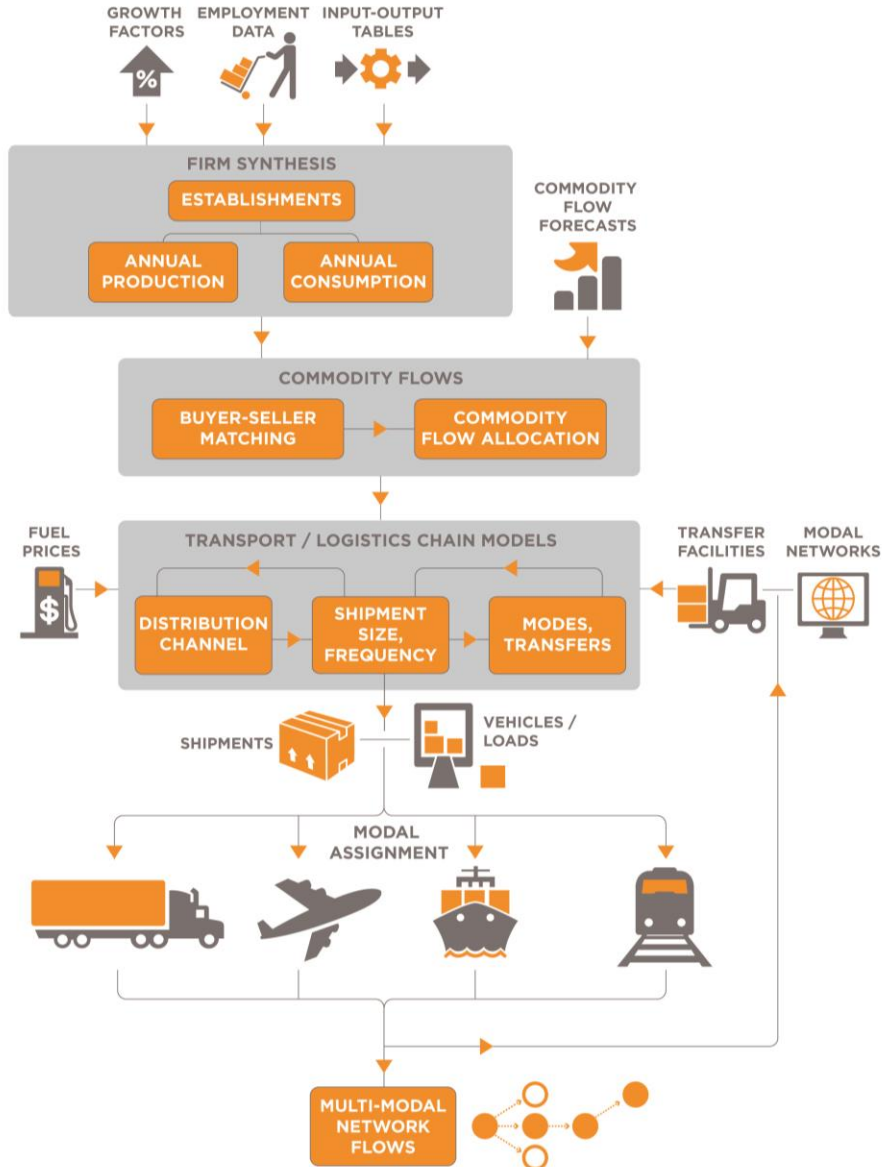 GROWTH
FACTORS
EMPLOYMENT
DATA
INPUT-OUTPUT
TABLES
%
FIRM SYNTHESIS
ESTABLISHMENTS
ANNUAL
PRODUCTION
ANNUAL
CONSUMPTION
COMMODITY
FLOW
FORECASTS
COMMODITY FLOWS
BUYER-SELLER
MATCHING
COMMODITY
FLOW ALLOCATION
FUEL
PRICES
$
TRANSPORT / LOGISTICS CHAIN MODELS
DISTRIBUTION
CHANNEL
SHIPMENT
SIZE,
FREQUENCY
MODES,
TRANSFERS
TRANSFER
FACILITIES
MODAL
NETWORKS
SHIPMENTS
VEHICLES /
LOADS
MODAL
ASSIGNMENT
MULTI-MODAL
NETWORK
FLOWS